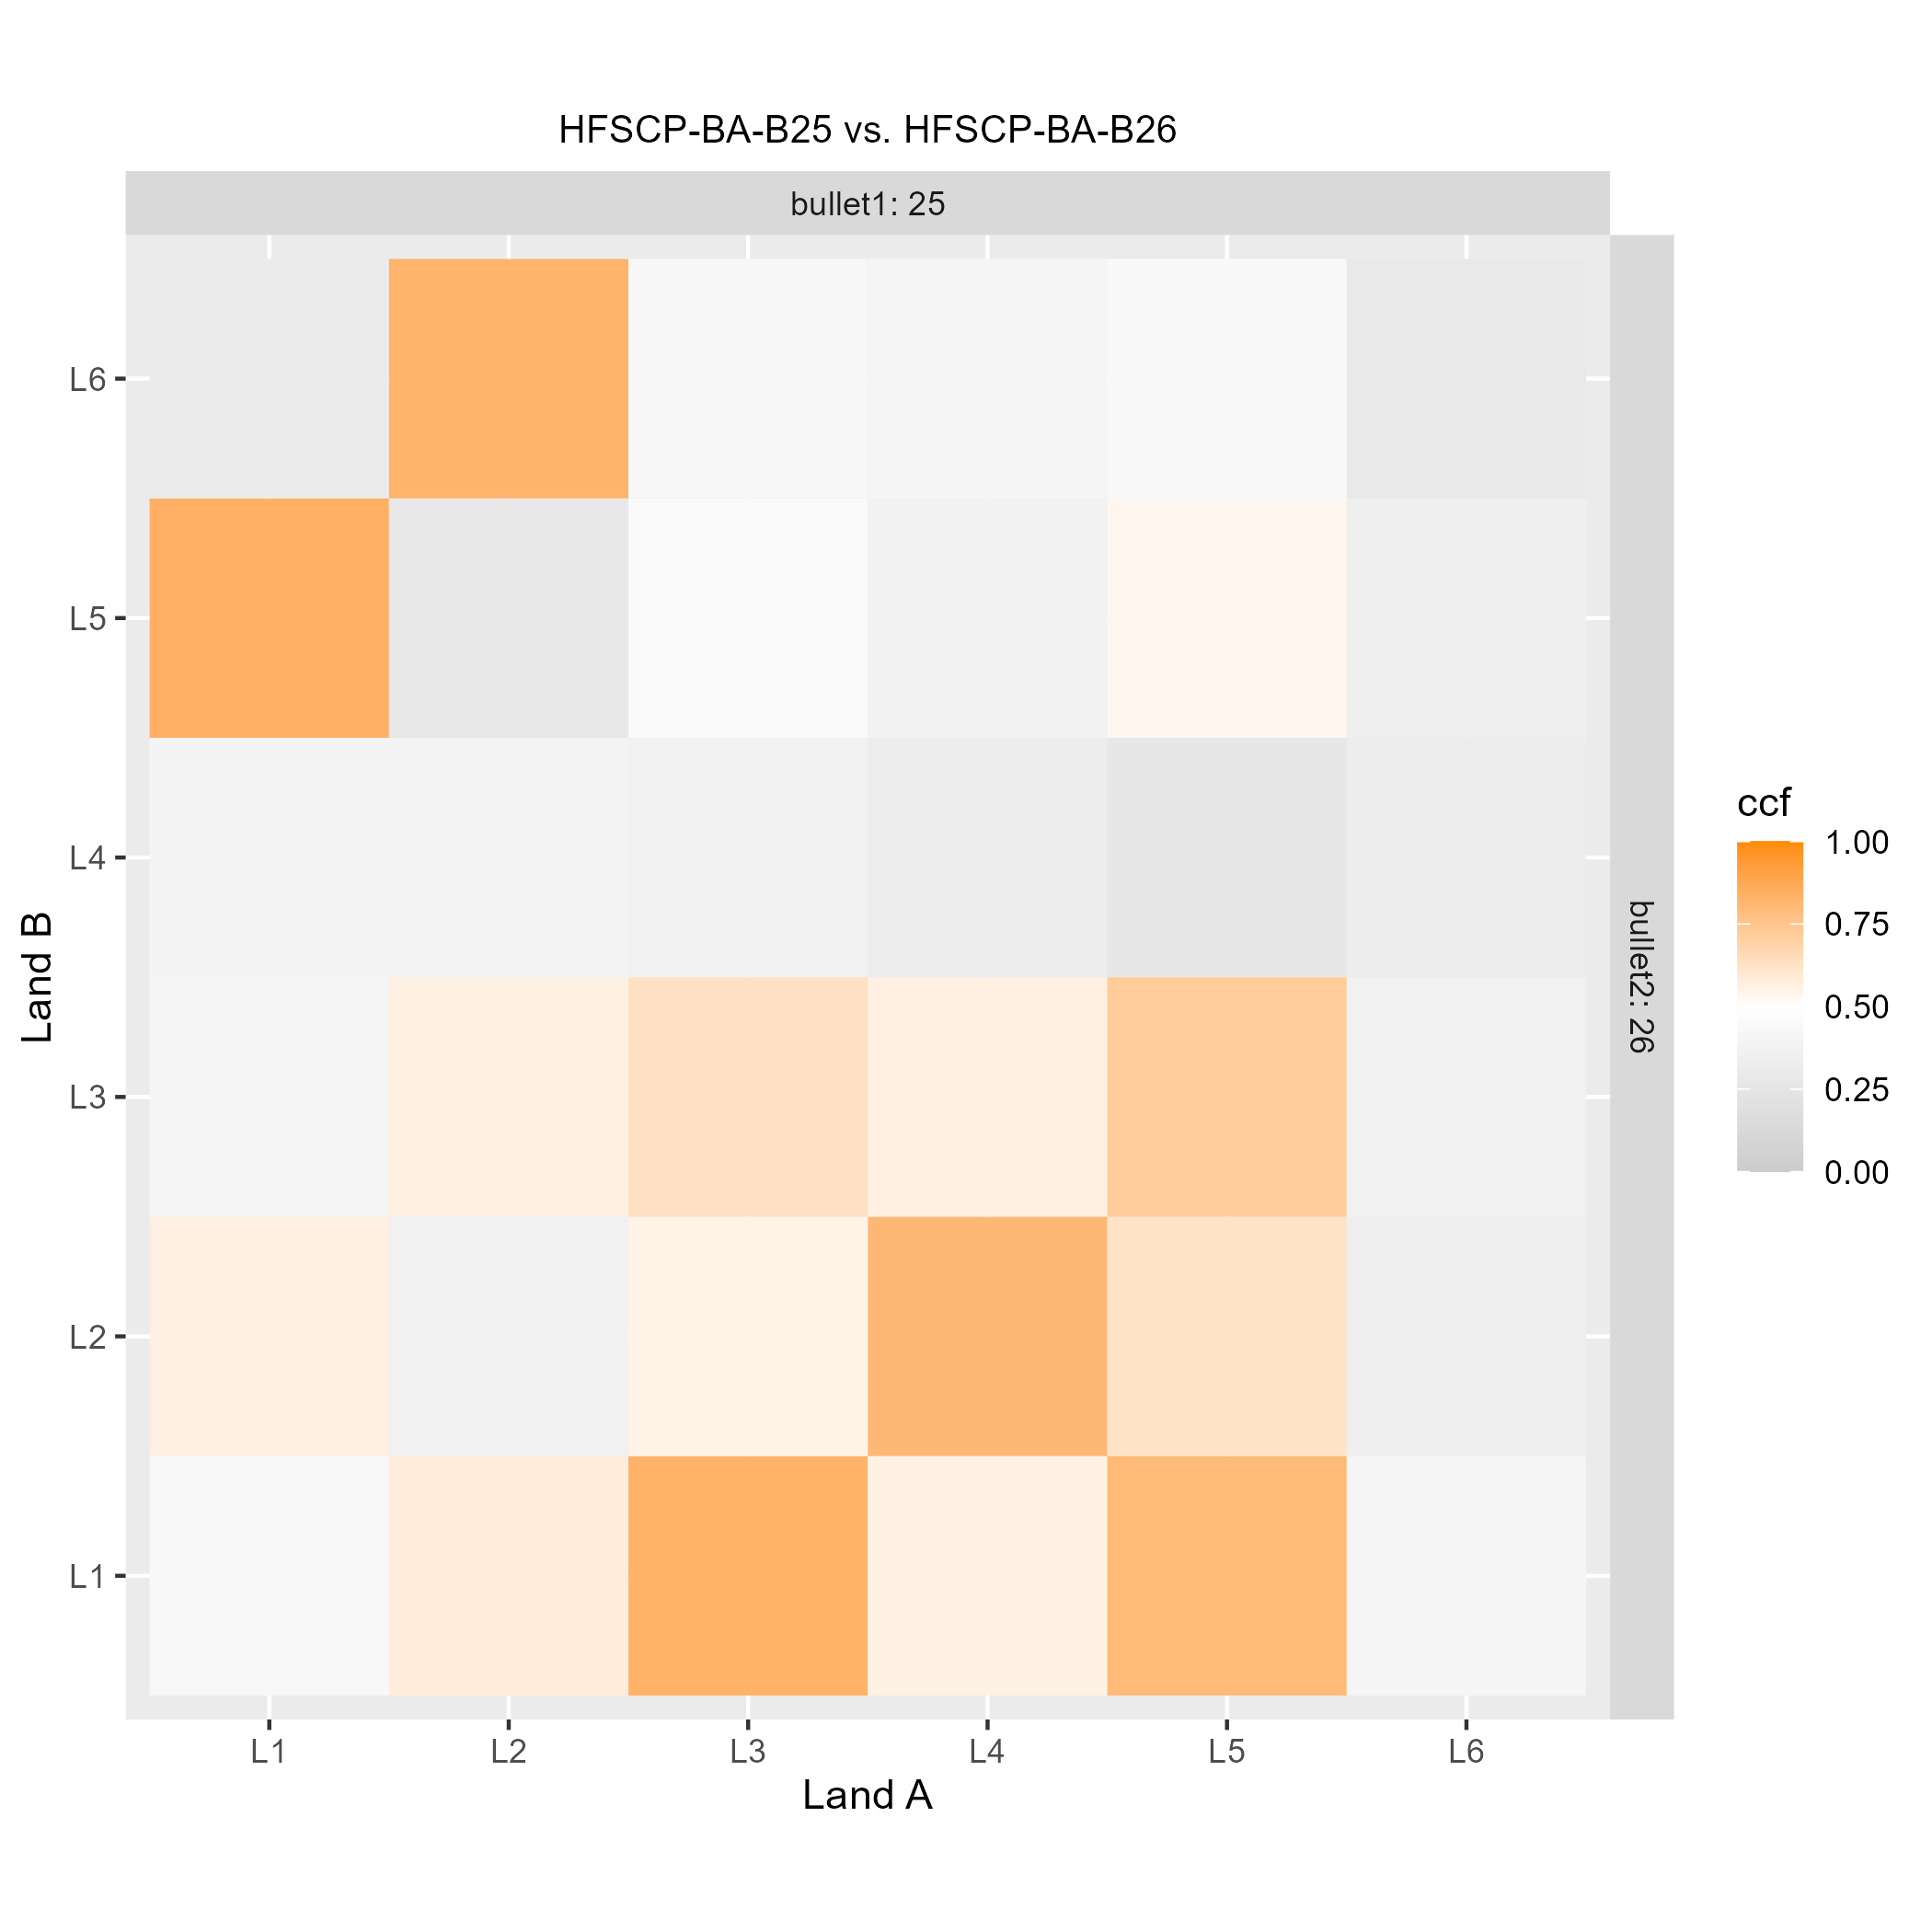 HFSCP-BA-B25 vs. HFSCP-BA-B26
bullet1: 25
L6
L5
L4
L3
L2
L1
Land B
bullet2: 26
ccf
1.00
0.75
0.50
0.25
0.00
L1 L2 L3 L4 L5 L6
Land A